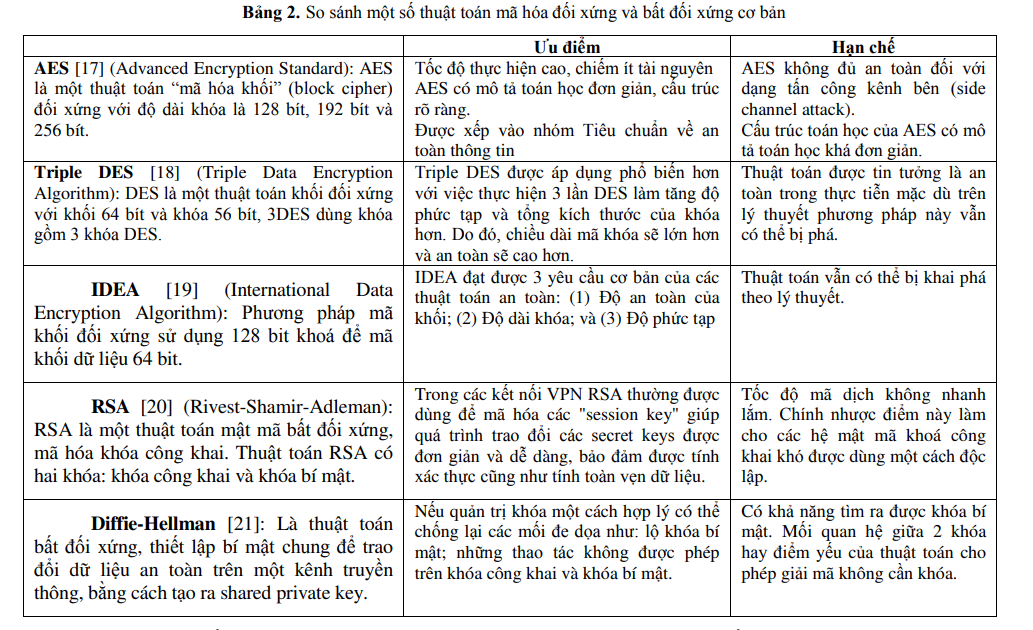 Bảng 2. So sánh một số thuật toán mã hóa đối xứng và bất đối xứng cơ bản
Ưu điểm
Hạn chế
AES [17] (Advanced Encryption Standard): AES
là một thuật toán “mã hóa khối” (block cipher)
đối xứng với độ dài khóa là 128 bít, 192 bít và
256 bít.
Tốc độ thực hiện cao, chiếm ít tài nguyên
AES có mô tả toán học đơn giản, cấu trúc
rõ ràng.
Được xếp vào nhóm Tiêu chuẩn về an
toàn thông tin
AES không đủ an toàn đối với
dạng tấn công kênh bên (side
channel attack).
Cấu trúc toán học của AES có mô
tả toán học khá đơn giản.
Triple DES [18] (Triple Data Encryption
Algorithm): DES là một thuật toán khối đối xứng
với khối 64 bít và khóa 56 bít, 3DES dùng khóa
gồm 3 khóa DES.
Triple DES được áp dụng phổ biến hơn
với việc thực hiện 3 lần DES làm tăng độ
phức tạp và tổng kích thước của khóa
hơn. Do đó, chiều dài mã khóa sẽ lớn hơn
và an toàn sẽ cao hơn.
Thuật toán được tin tưởng là an
toàn trong thực tiễn mặc dù trên
lý thuyết phương pháp này vẫn
có thể bị phá.
IDEA [19] (International Data
Encryption Algorithm): Phương pháp mã
khối đối xứng sử dụng 128 bit khoá để mã
khối dữ liệu 64 bit.
IDEA đạt được 3 yêu cầu cơ bản của các
thuật toán an toàn: (1) Độ an toàn của
khối; (2) Độ dài khóa; và (3) Độ phức tạp
Thuật toán vẫn có thể bị khai phá
theo lý thuyết.
RSA [20] (Rivest-Shamir-Adleman):
RSA là một thuật toán mật mã bất đối xứng,
mã hóa khóa công khai. Thuật toán RSA có
hai khóa: khóa công khai và khóa bí mật.
Trong các kết nối VPN RSA thường được
dùng để mã hóa các "session key" giúp
quá trình trao đổi các secret keys được
đơn giản và dễ dàng, bảo đảm được tính
xác thực cũng như tính toàn vẹn dữ liệu.
Tốc độ mã dịch không nhanh
lắm. Chính nhược điểm này làm
cho các hệ mật mã khoá công
khai khó được dùng một cách độc
lập.
Diffie-Hellman [21]: Là thuật toán
bất đối xứng, thiết lập bí mật chung để trao
đổi dữ liệu an toàn trên một kênh truyền
thông, bằng cách tạo ra shared private key.
Nếu quản trị khóa một cách hợp lý có thể
chống lại các mối đe dọa như: lộ khóa bí
mật; những thao tác không được phép
trên khóa công khai và khóa bí mật.
Có khả năng tìm ra được khóa bí
mật. Mối quan hệ giữa 2 khóa
hay điểm yếu của thuật toán cho
phép giải mã không cần khóa.